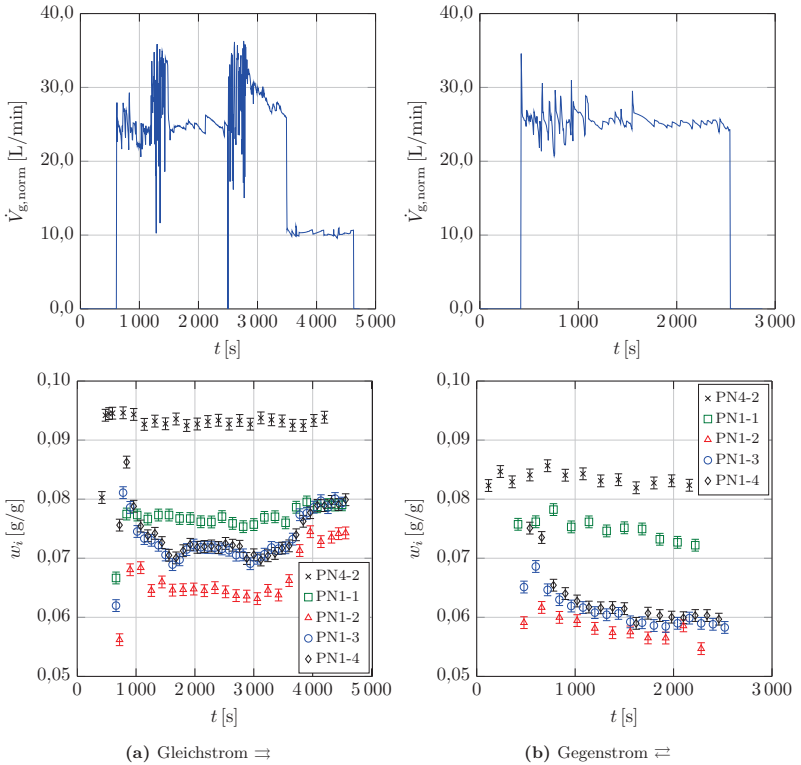 40,0
30,0
20,0
10,0
0,0
V̇g,norm [L/min]
0 1 000 2 000 3 000 4 000 5 000
t [s]
40,0
30,0
20,0
10,0
0,0
V̇g,norm [L/min]
0 1 000 2 000 3 000
t [s]
0,10
0,09
0,08
0,07
0,06
0,05
wi [g/g]
PN4-2
PN1-1
PN1-2
PN1-3
PN1-4
0 1 000 2 000 3 000 4 000 5 000
t [s]
(a) Gleichstrom ⇉
0,10
0,09
0,08
0,07
0,06
0,05
wi [g/g]
PN4-2
PN1-1
PN1-2
PN1-3
PN1-4
0 1 000 2 000 3 000
t [s]
(b) Gegenstrom ⇄